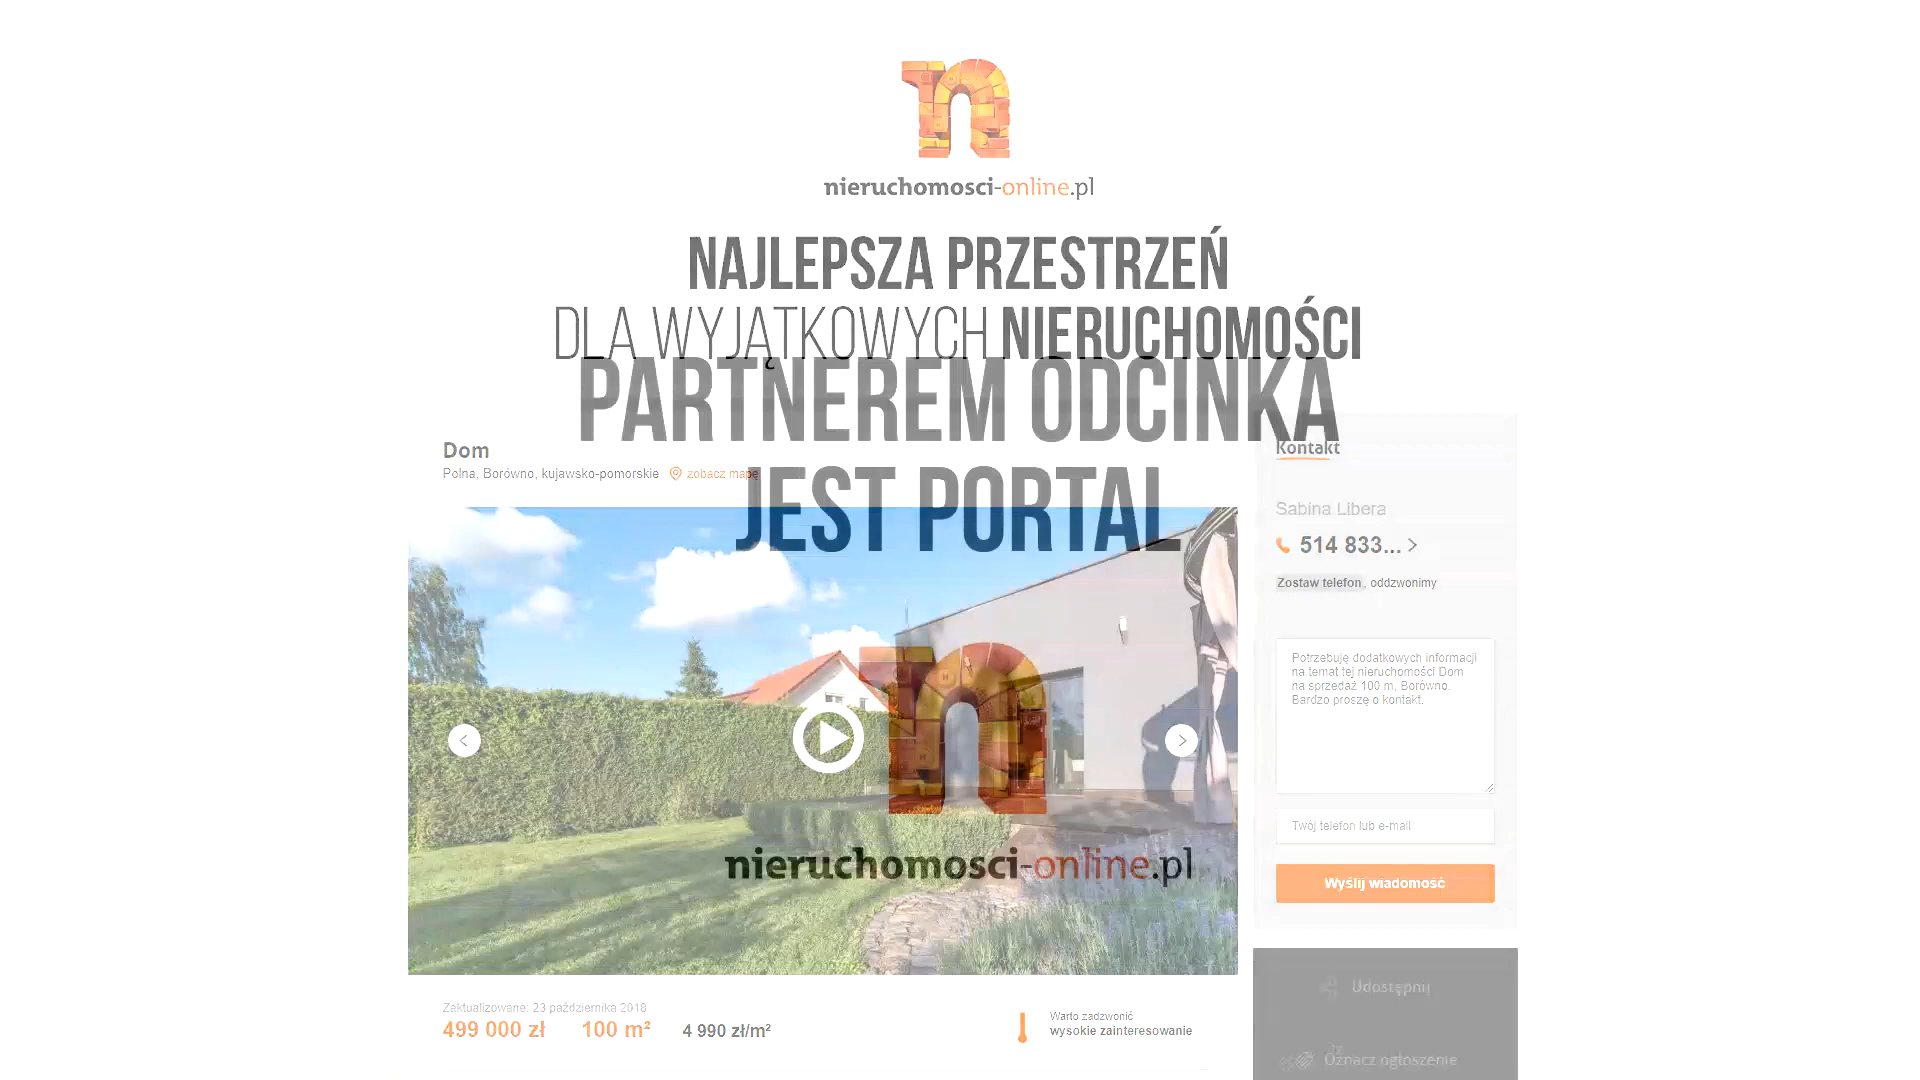 nieruchomosci-online.pl
NAJLEPSZA PRZESTRZEŃ
DLA WYJĄTKOWYCH NIERUCHOMOŚCI
PARTNEREM ODCINKA
JEST PORTAL
Dom
Polna, Borówno, kujawsko-pomorskie zobacz mapę
nieruchomosci-online.pl
Zaktualizowane: 23 października 2018
499 000 zł 100 m² 4 990 zł/m²
Warto zadzwonić
wysokie zainteresowanie
Kontakt
Sabina Libera
514 833...
Zostaw telefon, oddzwonimy
Potrzebuję dodatkowych informacji
na temat tej nieruchomości Dom
na sprzedaż 100 m, Borówno.
Bardzo proszę o kontakt.
Twój telefon lub e-mail
Wyślij wiadomość
Udostępnij
Oznacz ogłoszenie